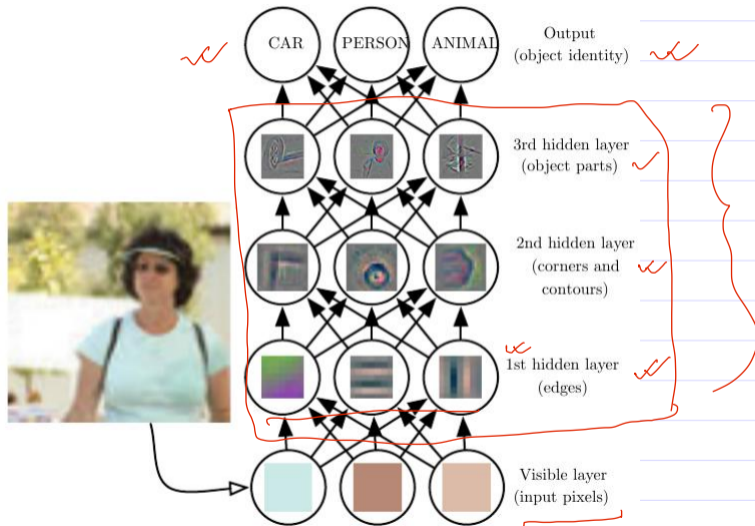 CAR PERSON ANIMAL
Output
(object identity)
3rd hidden layer
(object parts)
2nd hidden layer
(corners and
contours)
1st hidden layer
(edges)
Visible layer
(input pixels)